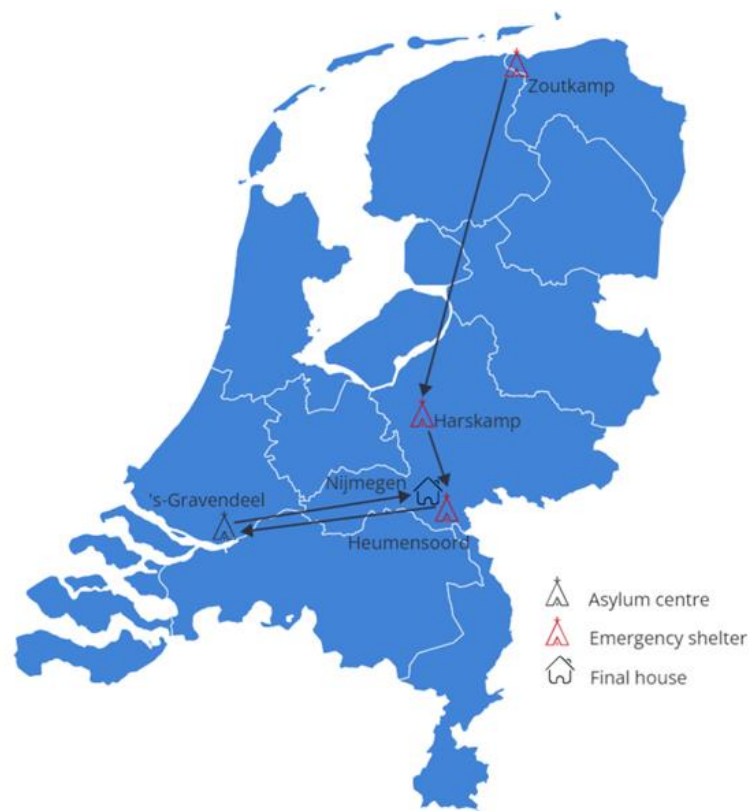 Zoutkamp
Harskamp
Nijmegen
's-Gravendeel
Heumensoord
Asylum centre
Emergency shelter
Final house